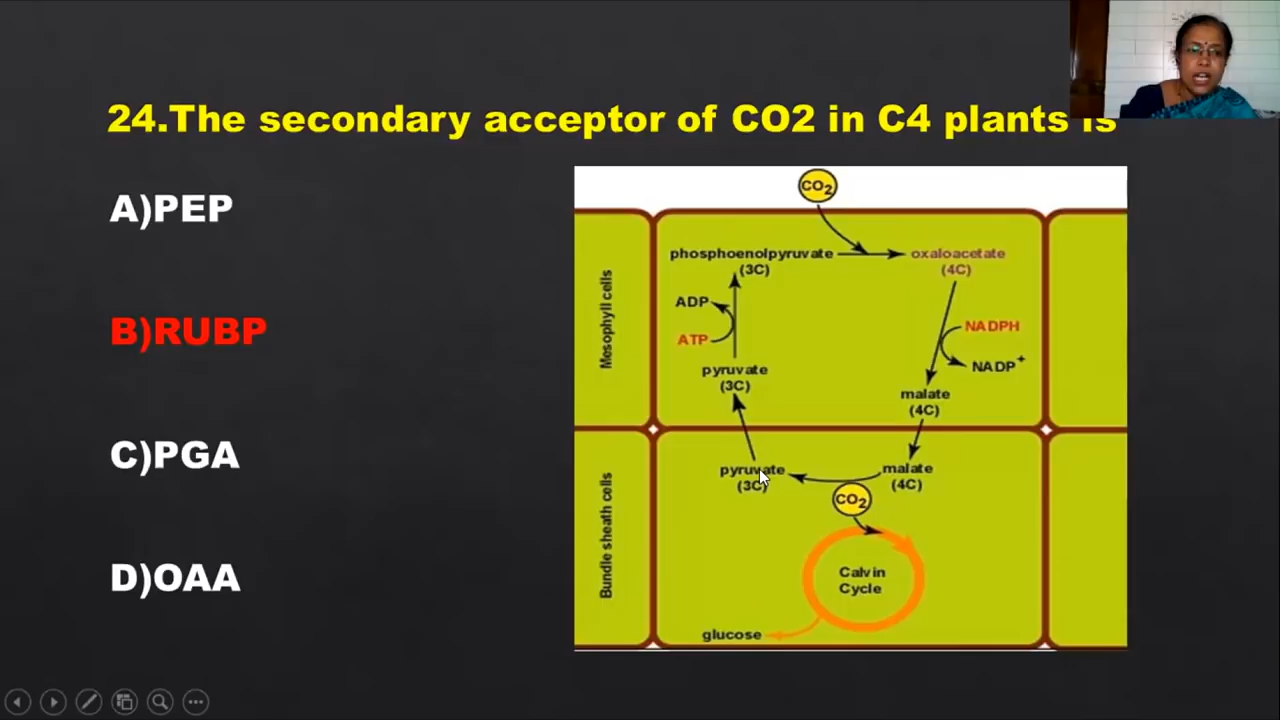 24.The secondary acceptor of CO2 in C4 plants is
A)PEP
B)RUBP
C)PGA
D)OAA
CO2
phosphoenolpyruvate
(3C)
oxaloacetate
(4C)
ADP
ATP
NADPH
NADP+
pyruvate
(3C)
malate
(4C)
Mesophyll cells
pyruvate
(3C)
malate
(4C)
CO2
Calvin
Cycle
glucose
Bundle sheath cells